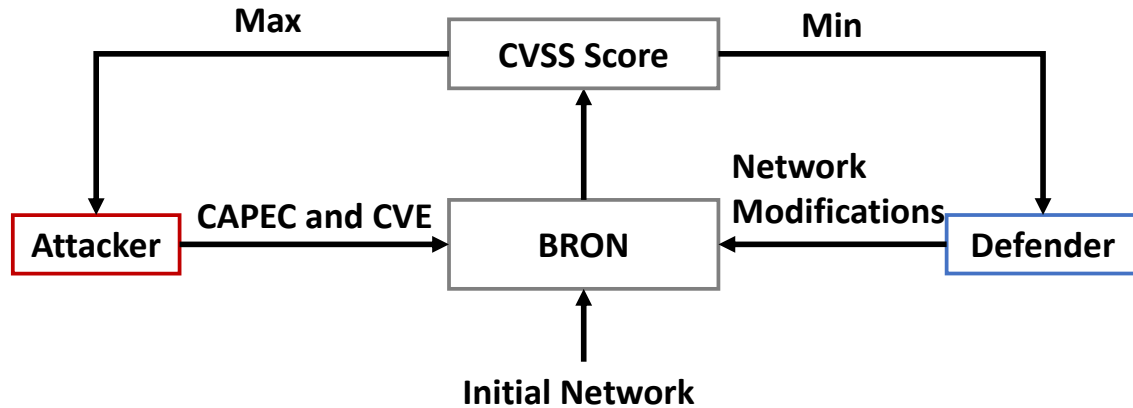 Max
Min
CVSS Score
Network
Modifications
CAPEC and CVE
Attacker
BRON
Defender
Initial Network